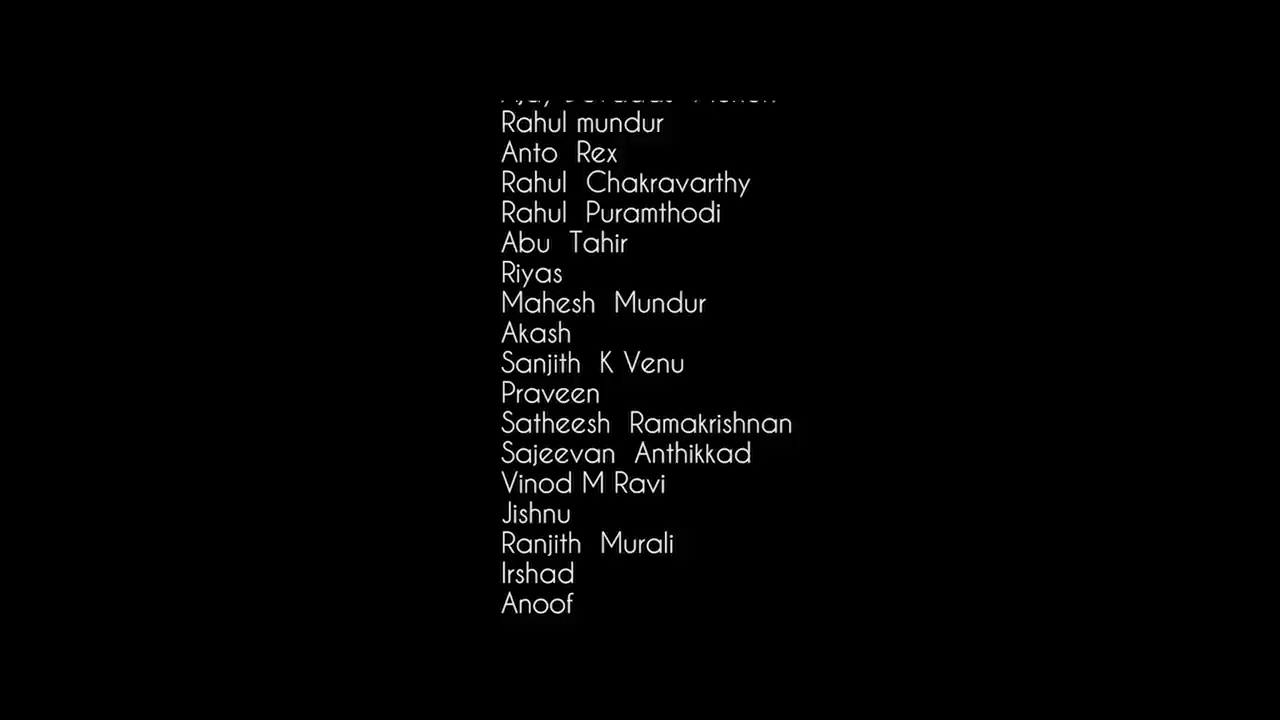 Rahul mundur
Anto Rex
Rahul Chakravarthy
Rahul Puramthodi
Abu Tahir
Riyas
Mahesh Mundur
Akash
Sanjith K Venu
Praveen
Satheesh Ramakrishnan
Sajeevan Anthikkad
Vinod M Ravi
Jishnu
Ranjith Murali
Irshad
Anoof